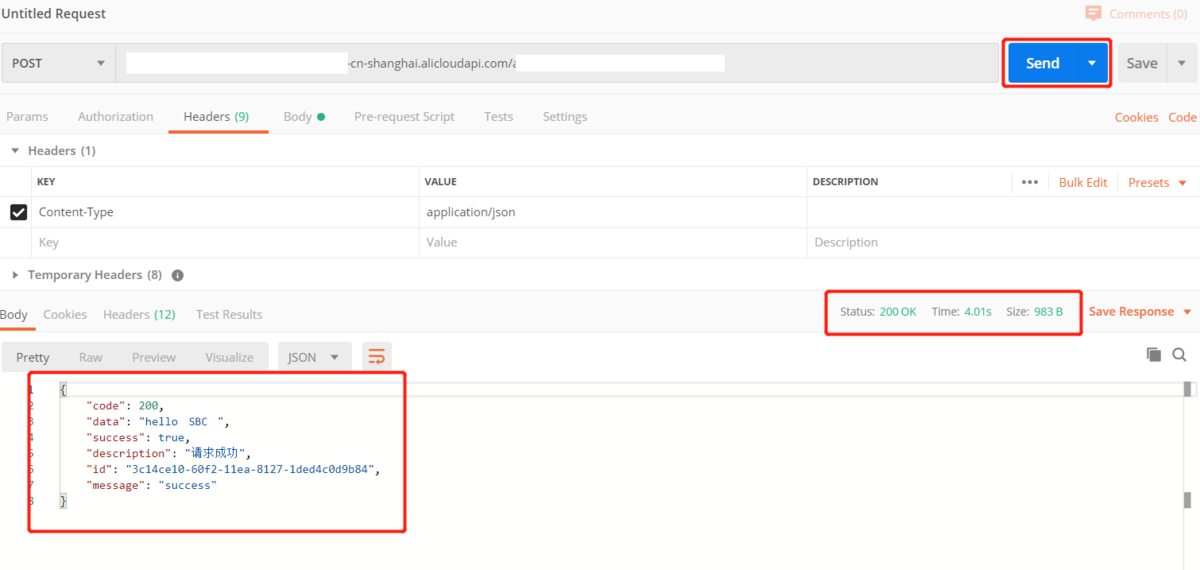 Untitled Request
Comments (0)
POST
-cn-shanghai.alicloudapi.com/a
Send
Save
Params Authorization Headers (9) Body Pre-request Script Tests Settings Cookies Code
Headers (1)
KEY VALUE DESCRIPTION ••• Bulk Edit Presets
Content-Type application/json
Key Value Description
Temporary Headers (8)
Body Cookies Headers (12) Test Results Status: 200 OK Time: 4.01s Size: 983 B Save Response
Pretty Raw Preview Visualize JSON
1 {
2 "code": 200,
3 "data": "hello SBC ",
4 "success": true,
5 "description": "请求成功",
6 "id": "3c14ce10-60f2-11ea-8127-1ded4c0d9b84",
7 "message": "success"
8 }